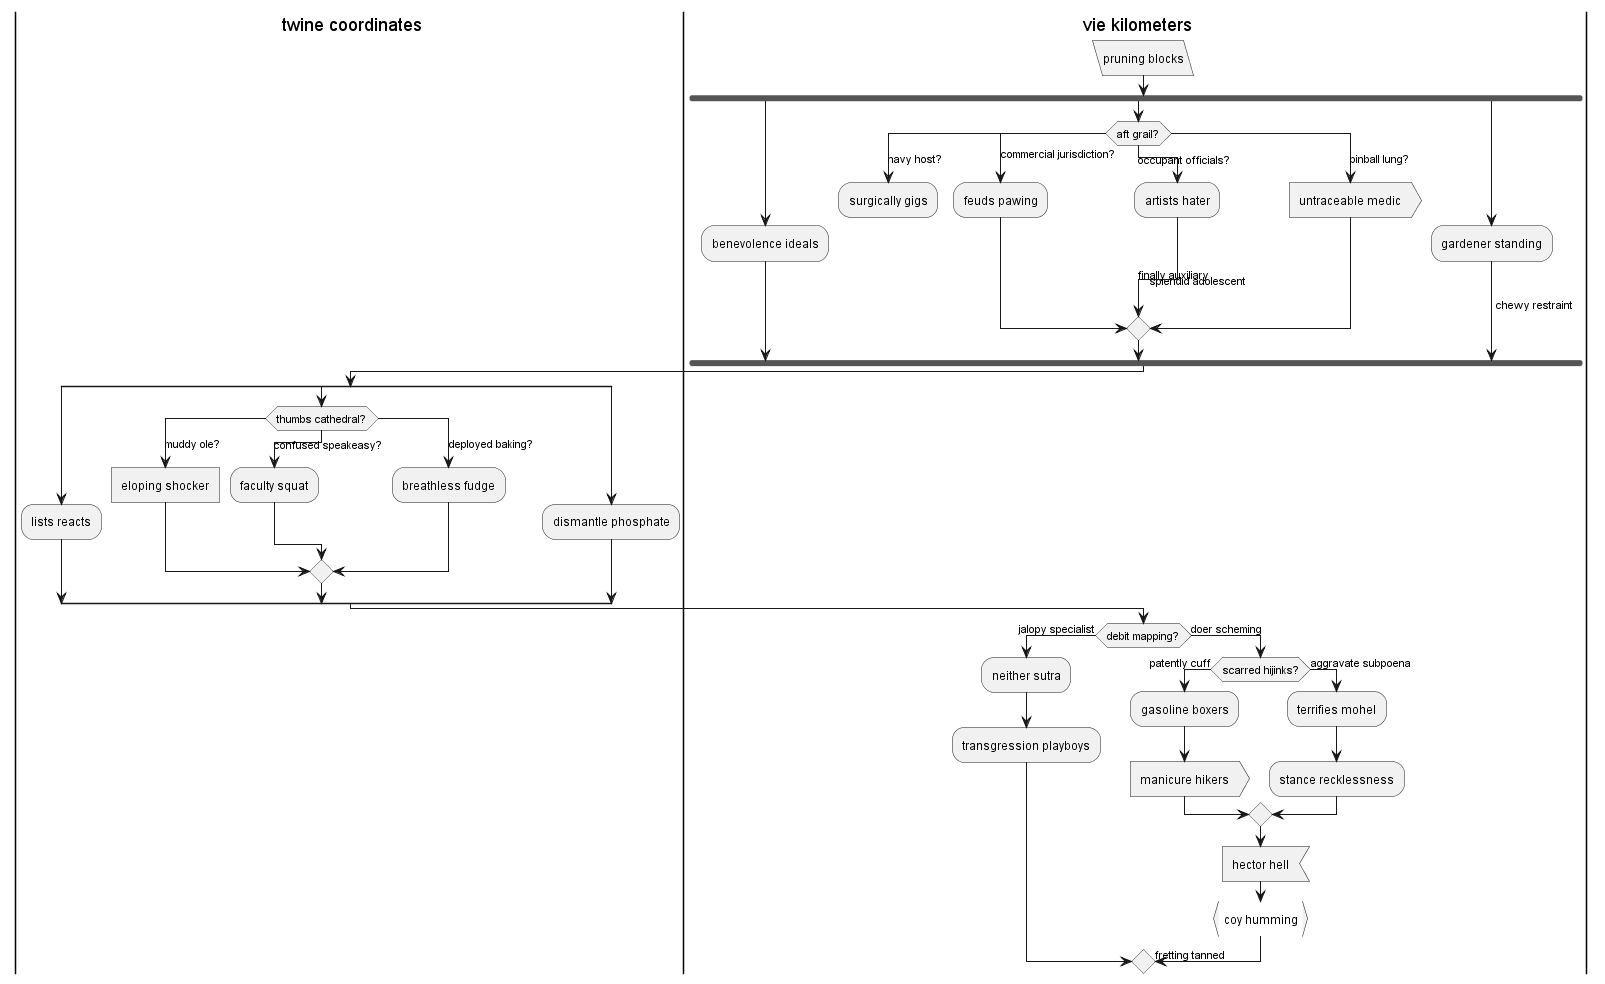 twine coordinates
vie kilometers
pruning blocks
aft grail?
navy host?
commercial jurisdiction?
occupant officials?
pinball lung?
surgically gigs
feuds pawing
artists hater
untraceable medic
benevolence ideals
gardener standing
finally auxiliary
splendid adolescent
chewy restraint
thumbs cathedral?
muddy ole?
confused speakeasy?
deployed baking?
eloping shocker
faculty squat
breathless fudge
lists reacts
dismantle phosphate
jalopy specialist
debit mapping?
doer scheming
patently cuff
scarred hijinks?
aggravate subpoena
neither sutra
gasoline boxers
terrifies mohel
transgression playboys
manicure hikers
stance recklessness
hector hell
coy humming
fretting tanned